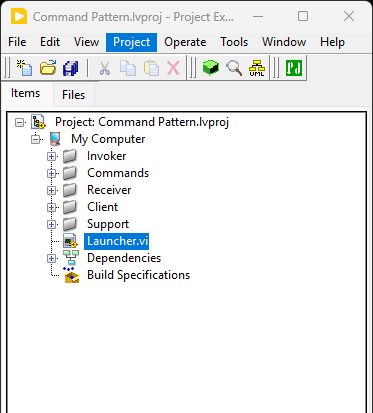 Command Pattern.lvproj - Project Ex...
File Edit View Project Operate Tools Window Help
UML PJ
Items Files
Project: Command Pattern.lvproj
My Computer
Invoker
Commands
Receiver
Client
Support
Launcher.vi
Dependencies
Build Specifications